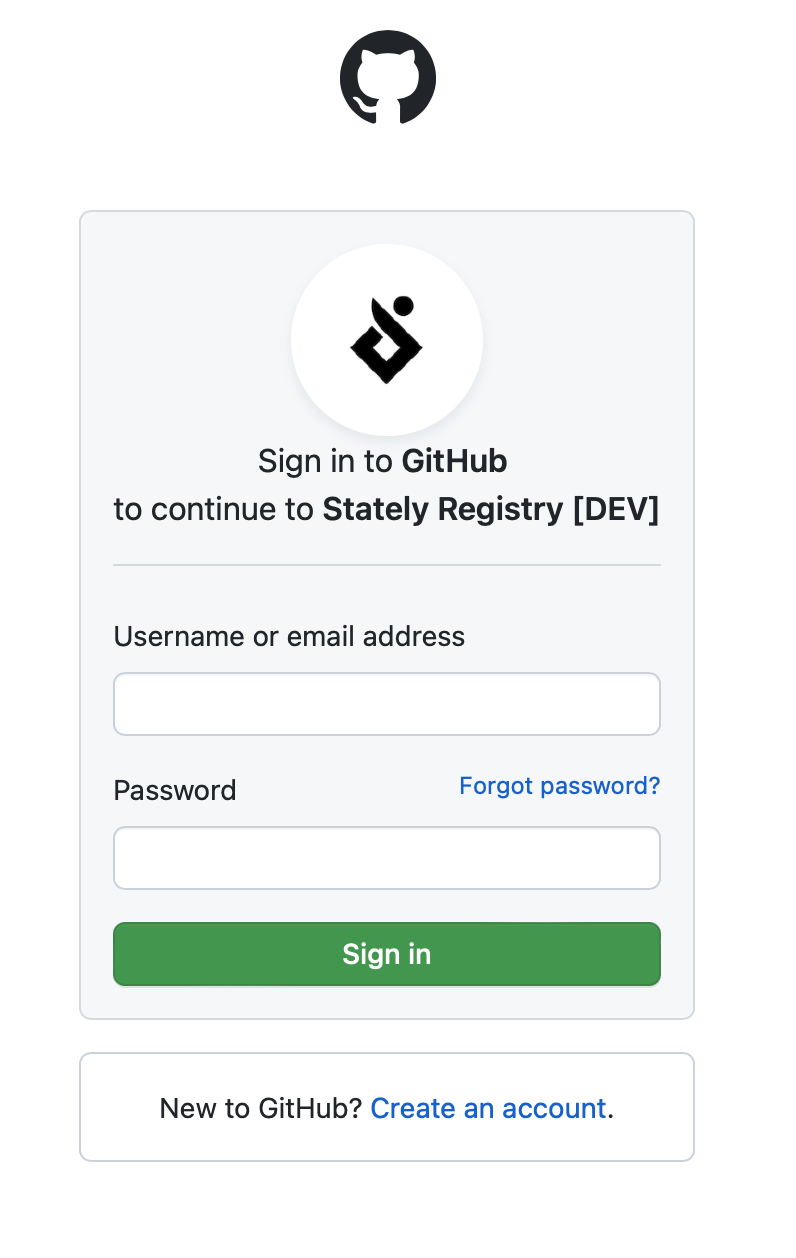 Sign in to GitHub
to continue to Stately Registry [DEV]
Username or email address
Password
Forgot password?
Sign in
New to GitHub? Create an account.